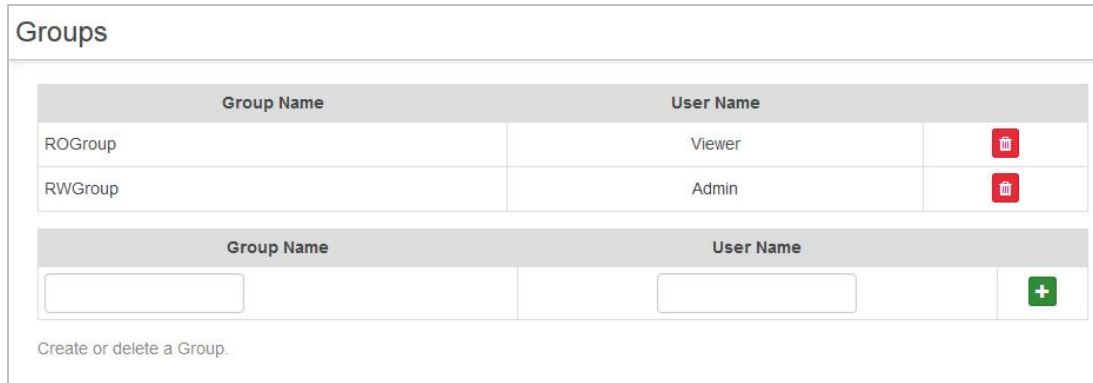 Groups
Group Name User Name
ROGroup Viewer
RWGroup Admin
Group Name User Name
Create or delete a Group.